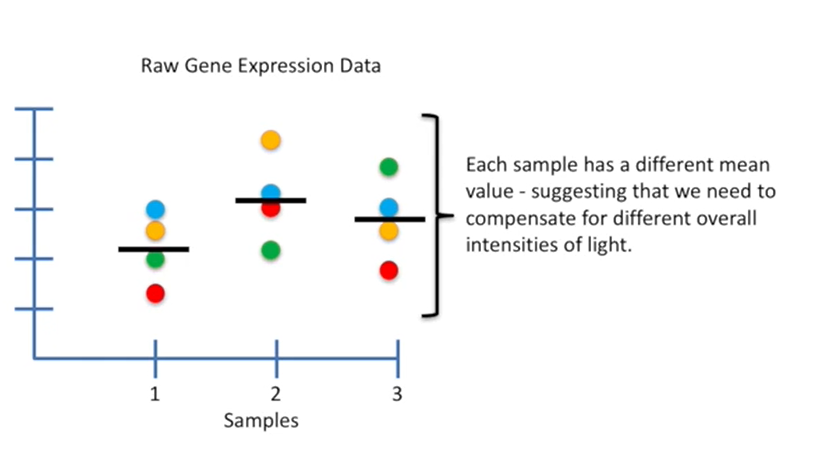 Raw Gene Expression Data
Each sample has a different mean
value - suggesting that we need to
compensate for different overall
intensities of light.
1 2 3
Samples